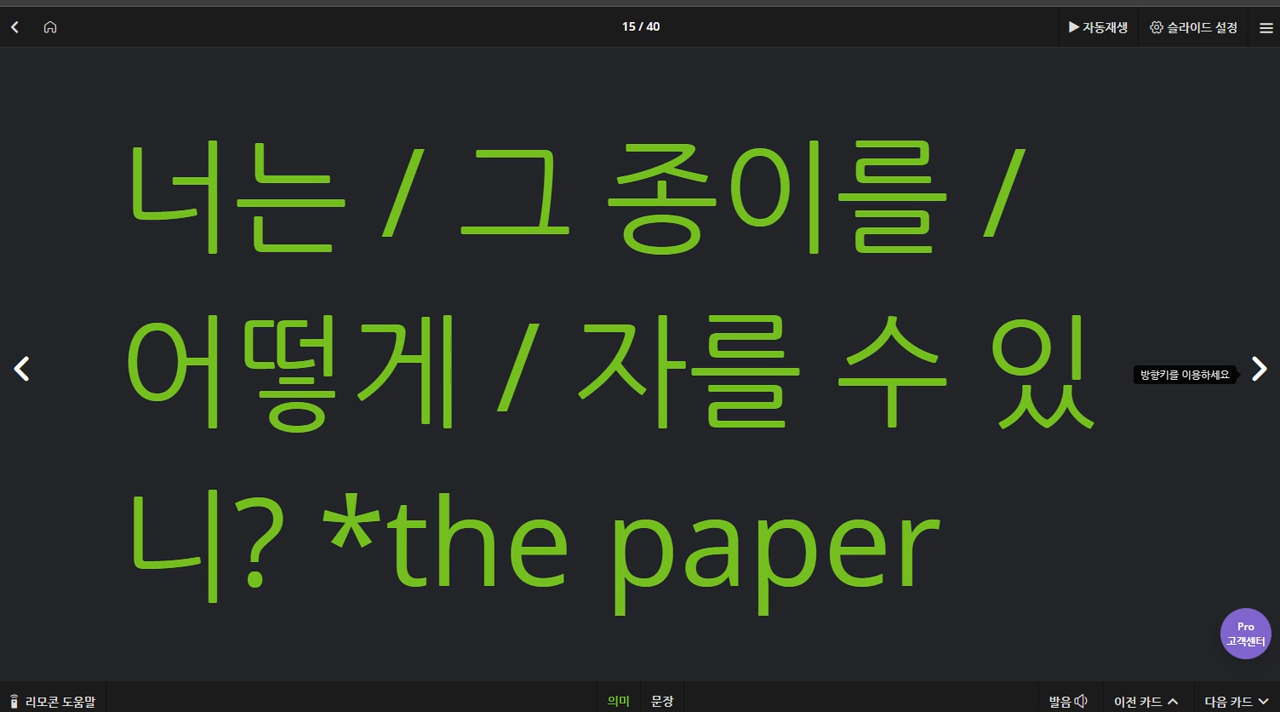 15 / 40
자동재생
슬라이드 설정
너는 / 그 종이를 /
어떻게 / 자를 수 있
니? *the paper
방향키를 이용하세요
Pro
고객센터
리모콘 도움말
의미
문장
발음
이전 카드
다음 카드